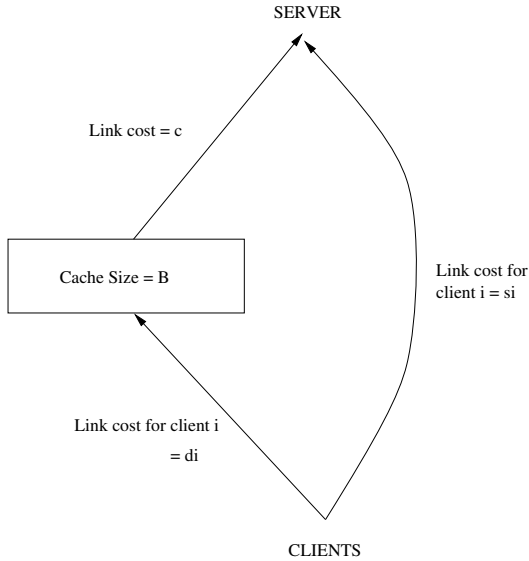 SERVER
Link cost = c
Cache Size = B
Link cost for
client i = si
Link cost for client i
= di
CLIENTS